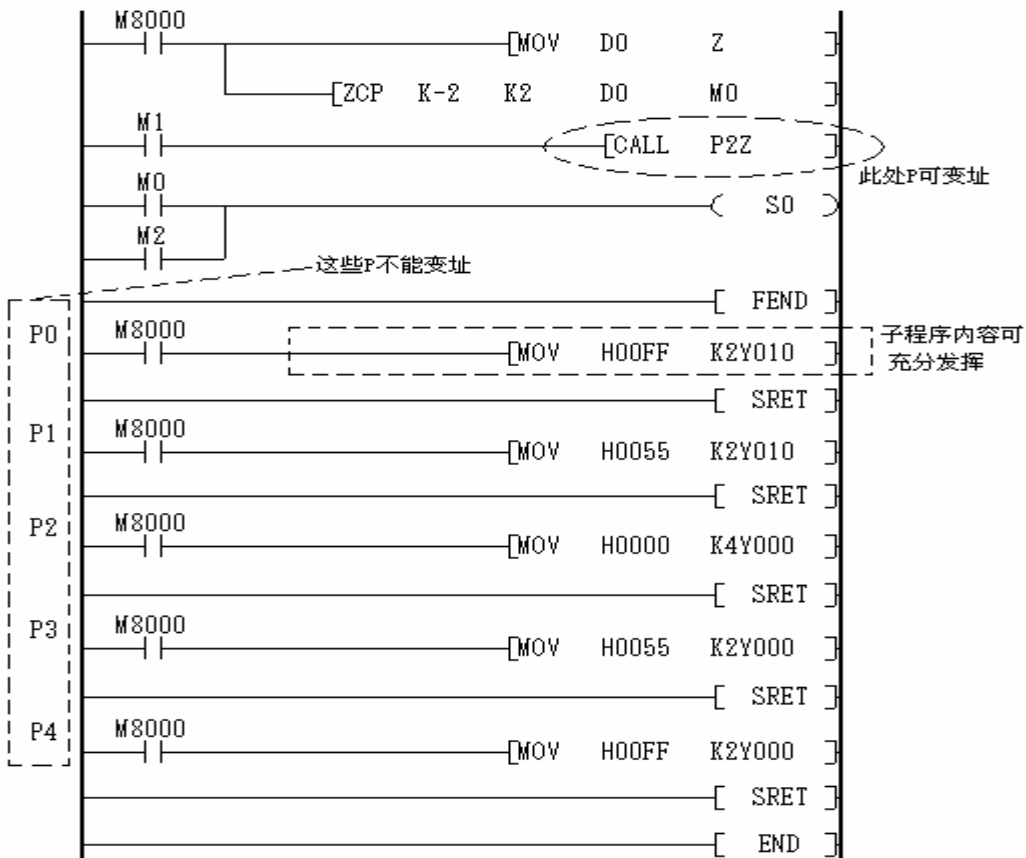 M8000
[MOV D0 Z ]
[ZCP K-2 K2 D0 M0 ]
M1
[CALL P2Z ]
此处P可变址
M0
( S0 )
M2
这些P不能变址
[ FEND ]
P0 M8000
[MOV H00FF K2Y010 ]
子程序内容可
充分发挥
[ SRET ]
P1 M8000
[MOV H0055 K2Y010 ]
[ SRET ]
P2 M8000
[MOV H0000 K4Y000 ]
[ SRET ]
P3 M8000
[MOV H0055 K2Y000 ]
[ SRET ]
P4 M8000
[MOV H00FF K2Y000 ]
[ SRET ]
[ END ]